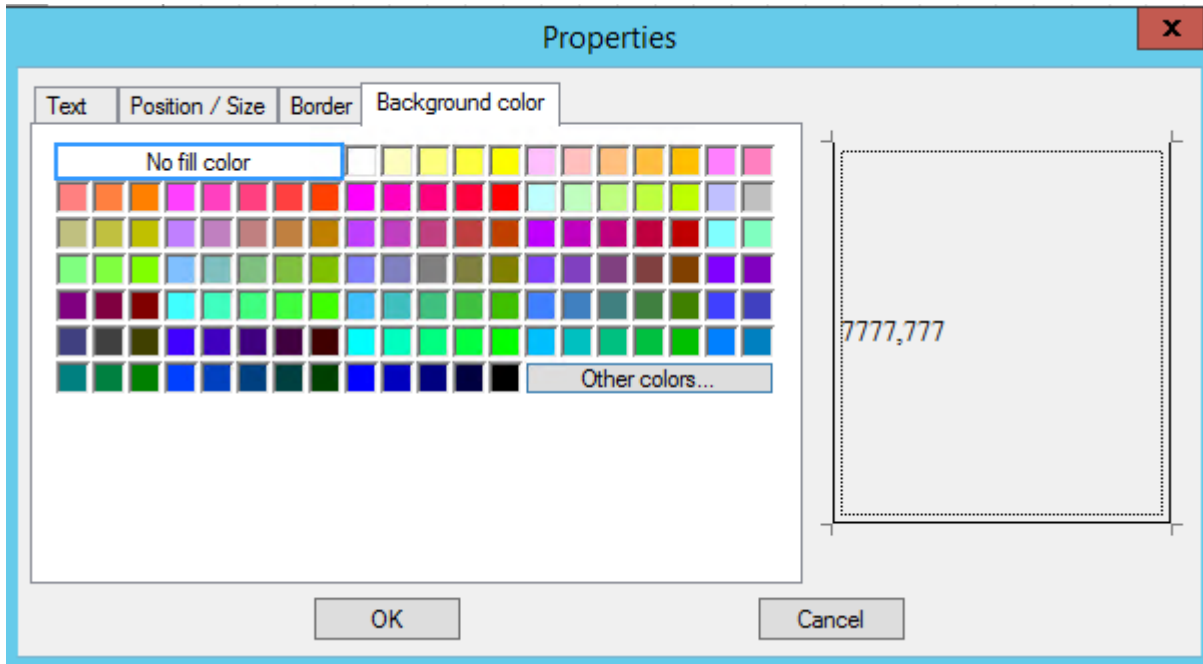 Properties
x
Text Position / Size Border Background color
No fill color
7777,777
Other colors...
OK Cancel